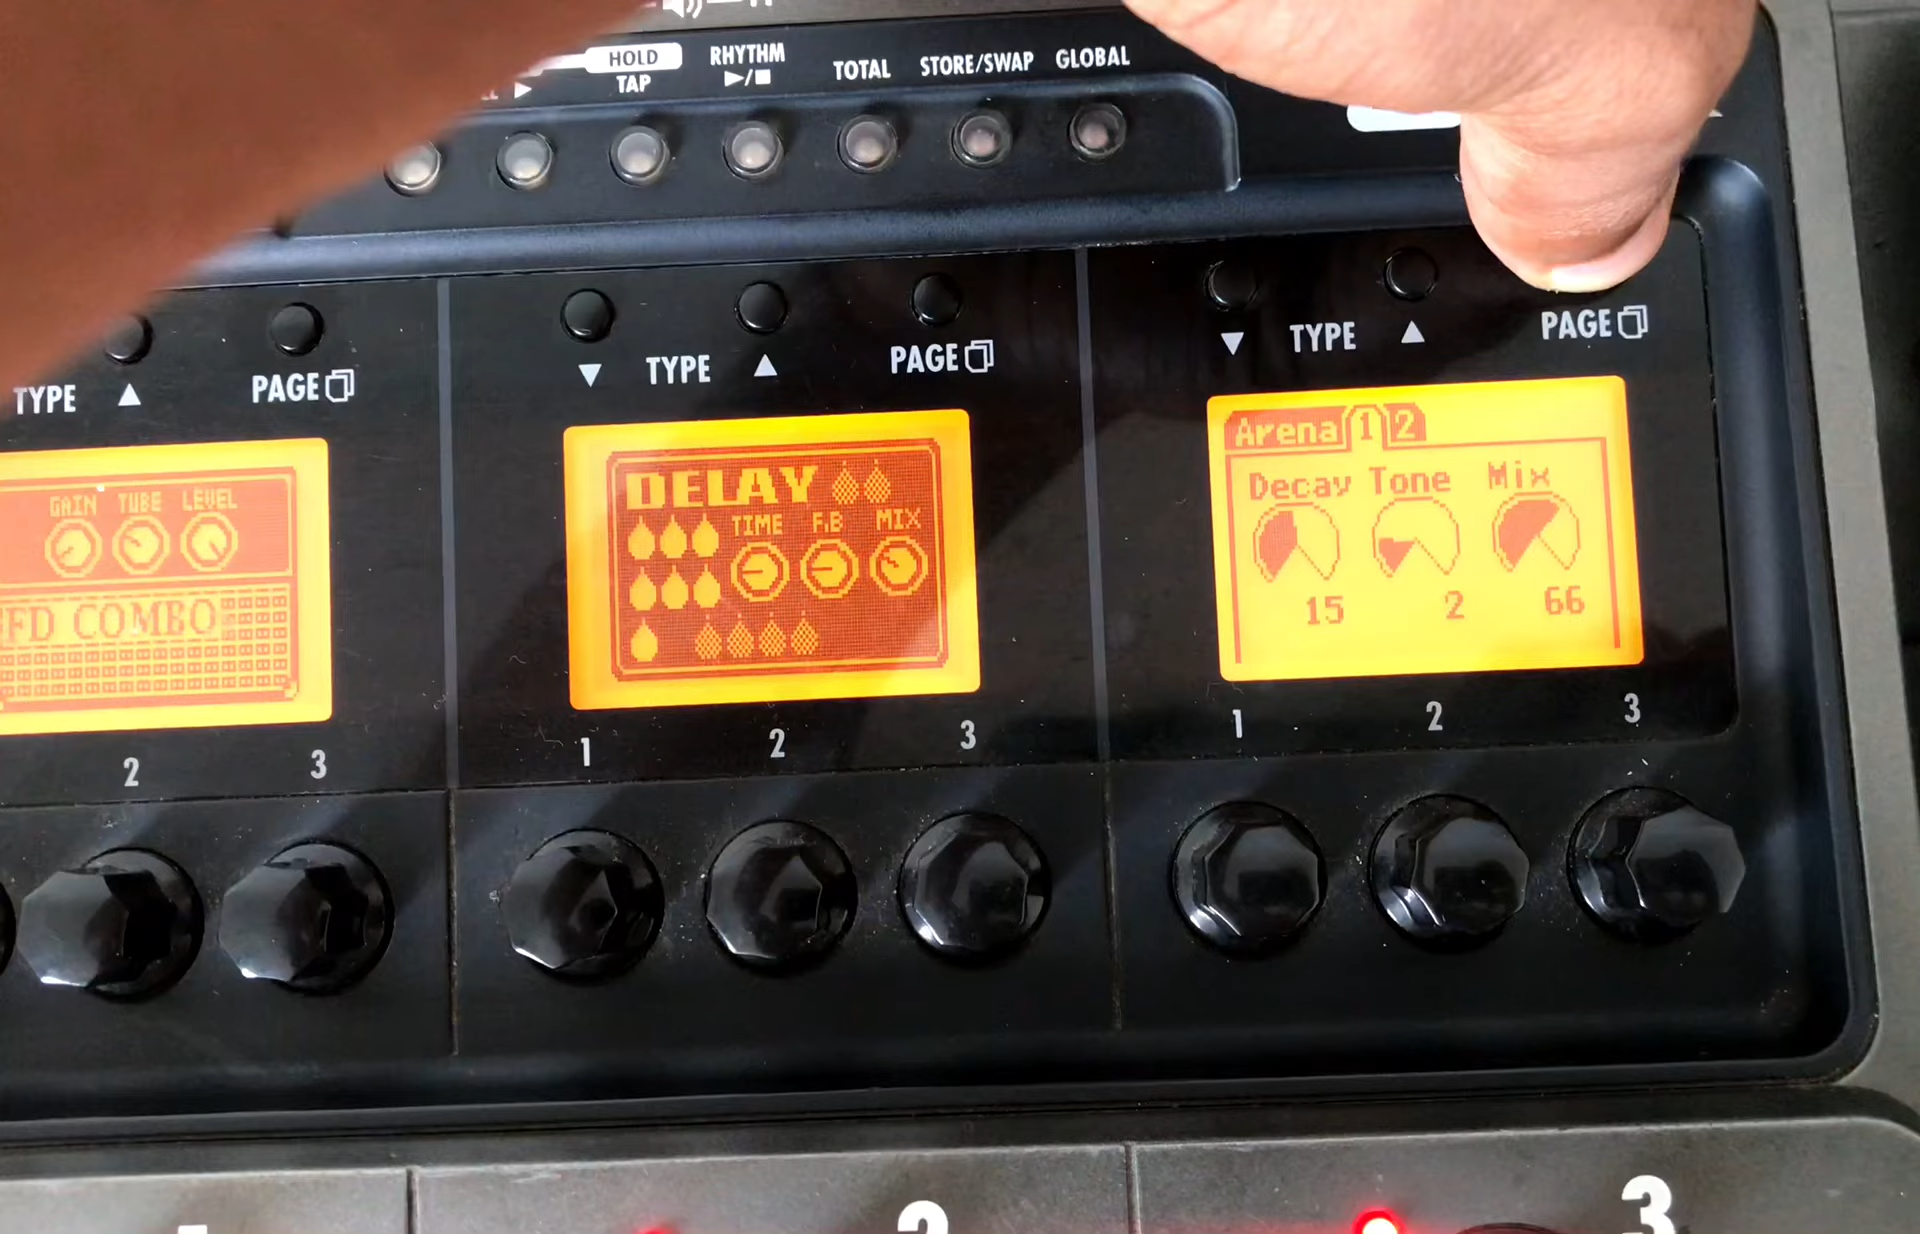 HOLD
TAP
RHYTHM
▶/■
TOTAL
STORE/SWAP
GLOBAL
TYPE ▲
PAGE
▼ TYPE ▲
PAGE
▼ TYPE ▲
PAGE
GAIN TUBE LEVEL
FD COMBO
DELAY
TIME F.B MIX
Arena 1 2
Decay Tone Mix
15 2 66
2 3
1 2 3
1 2 3
2
3